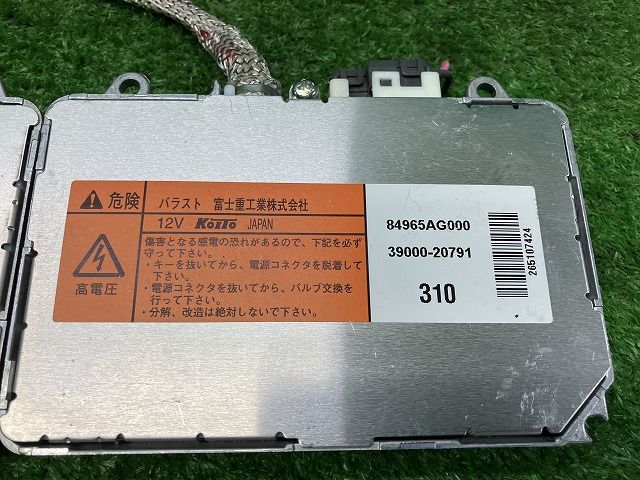 危険
バラスト 富士重工業株式会社
12V KOITO JAPAN
高電圧
傷害となる感電の恐れがあるので、下記を必ず
守って下さい。
・キーを抜いてから、電源コネクタを脱着して
下さい。
・電源コネクタを抜いてから、バルブ交換を
行って下さい。
・分解、改造は絶対しないで下さい。
84965AG000
39000-20791
310
265107424